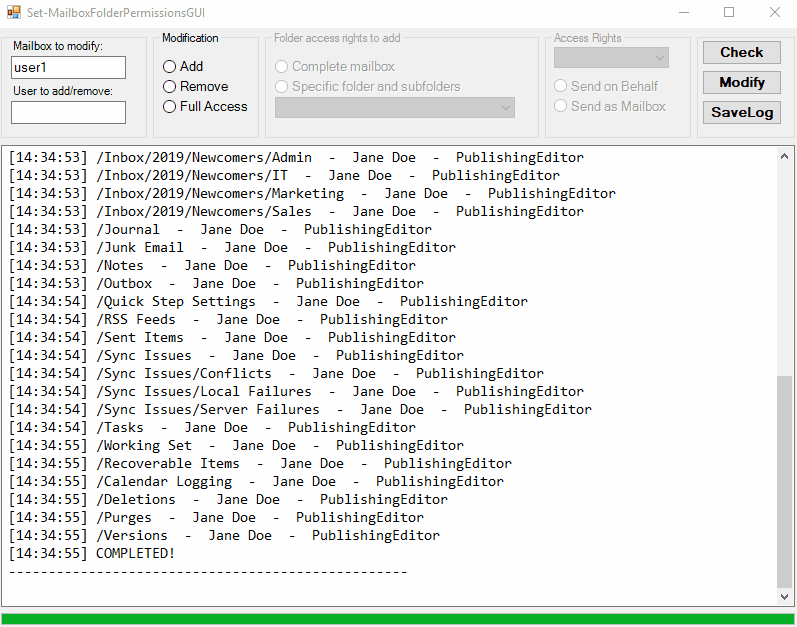 Set-MailboxFolderPermissionsGUI
Mailbox to modify:
user1
User to add/remove:
Modification
Add
Remove
Full Access
Folder access rights to add
Complete mailbox
Specific folder and subfolders
Access Rights
Send on Behalf
Send as Mailbox
Check
Modify
SaveLog
[14:34:53] /Inbox/2019/Newcomers/Admin  -  Jane Doe  -  PublishingEditor
[14:34:53] /Inbox/2019/Newcomers/IT  -  Jane Doe  -  PublishingEditor
[14:34:53] /Inbox/2019/Newcomers/Marketing  -  Jane Doe  -  PublishingEditor
[14:34:53] /Inbox/2019/Newcomers/Sales  -  Jane Doe  -  PublishingEditor
[14:34:53] /Journal  -  Jane Doe  -  PublishingEditor
[14:34:53] /Junk Email  -  Jane Doe  -  PublishingEditor
[14:34:53] /Notes  -  Jane Doe  -  PublishingEditor
[14:34:53] /Outbox  -  Jane Doe  -  PublishingEditor
[14:34:54] /Quick Step Settings  -  Jane Doe  -  PublishingEditor
[14:34:54] /RSS Feeds  -  Jane Doe  -  PublishingEditor
[14:34:54] /Sent Items  -  Jane Doe  -  PublishingEditor
[14:34:54] /Sync Issues  -  Jane Doe  -  PublishingEditor
[14:34:54] /Sync Issues/Conflicts  -  Jane Doe  -  PublishingEditor
[14:34:54] /Sync Issues/Local Failures  -  Jane Doe  -  PublishingEditor
[14:34:54] /Sync Issues/Server Failures  -  Jane Doe  -  PublishingEditor
[14:34:54] /Tasks  -  Jane Doe  -  PublishingEditor
[14:34:55] /Working Set  -  Jane Doe  -  PublishingEditor
[14:34:55] /Recoverable Items  -  Jane Doe  -  PublishingEditor
[14:34:55] /Calendar Logging  -  Jane Doe  -  PublishingEditor
[14:34:55] /Deletions  -  Jane Doe  -  PublishingEditor
[14:34:55] /Purges  -  Jane Doe  -  PublishingEditor
[14:34:55] /Versions  -  Jane Doe  -  PublishingEditor
[14:34:55] COMPLETED!
--------------------------------------------------